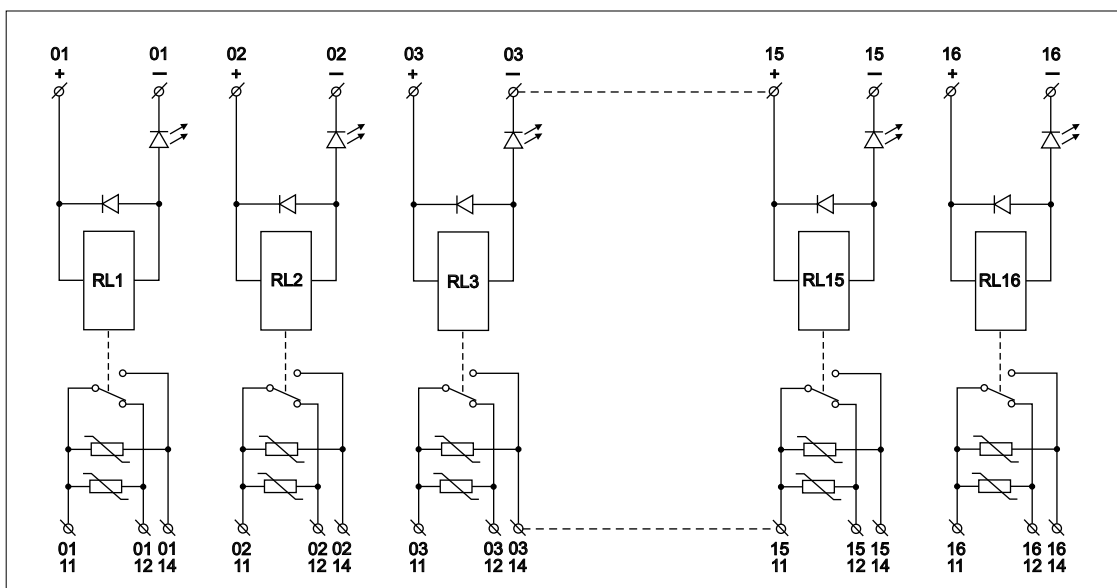 01 01 02 02 03 03 15 15 16 16
+ – + – + – + – + –
RL1 RL2 RL3 RL15 RL16
01 01 01 02 02 02 03 03 03 15 15 15 16 16 16
11 12 14 11 12 14 11 12 14 11 12 14 11 12 14